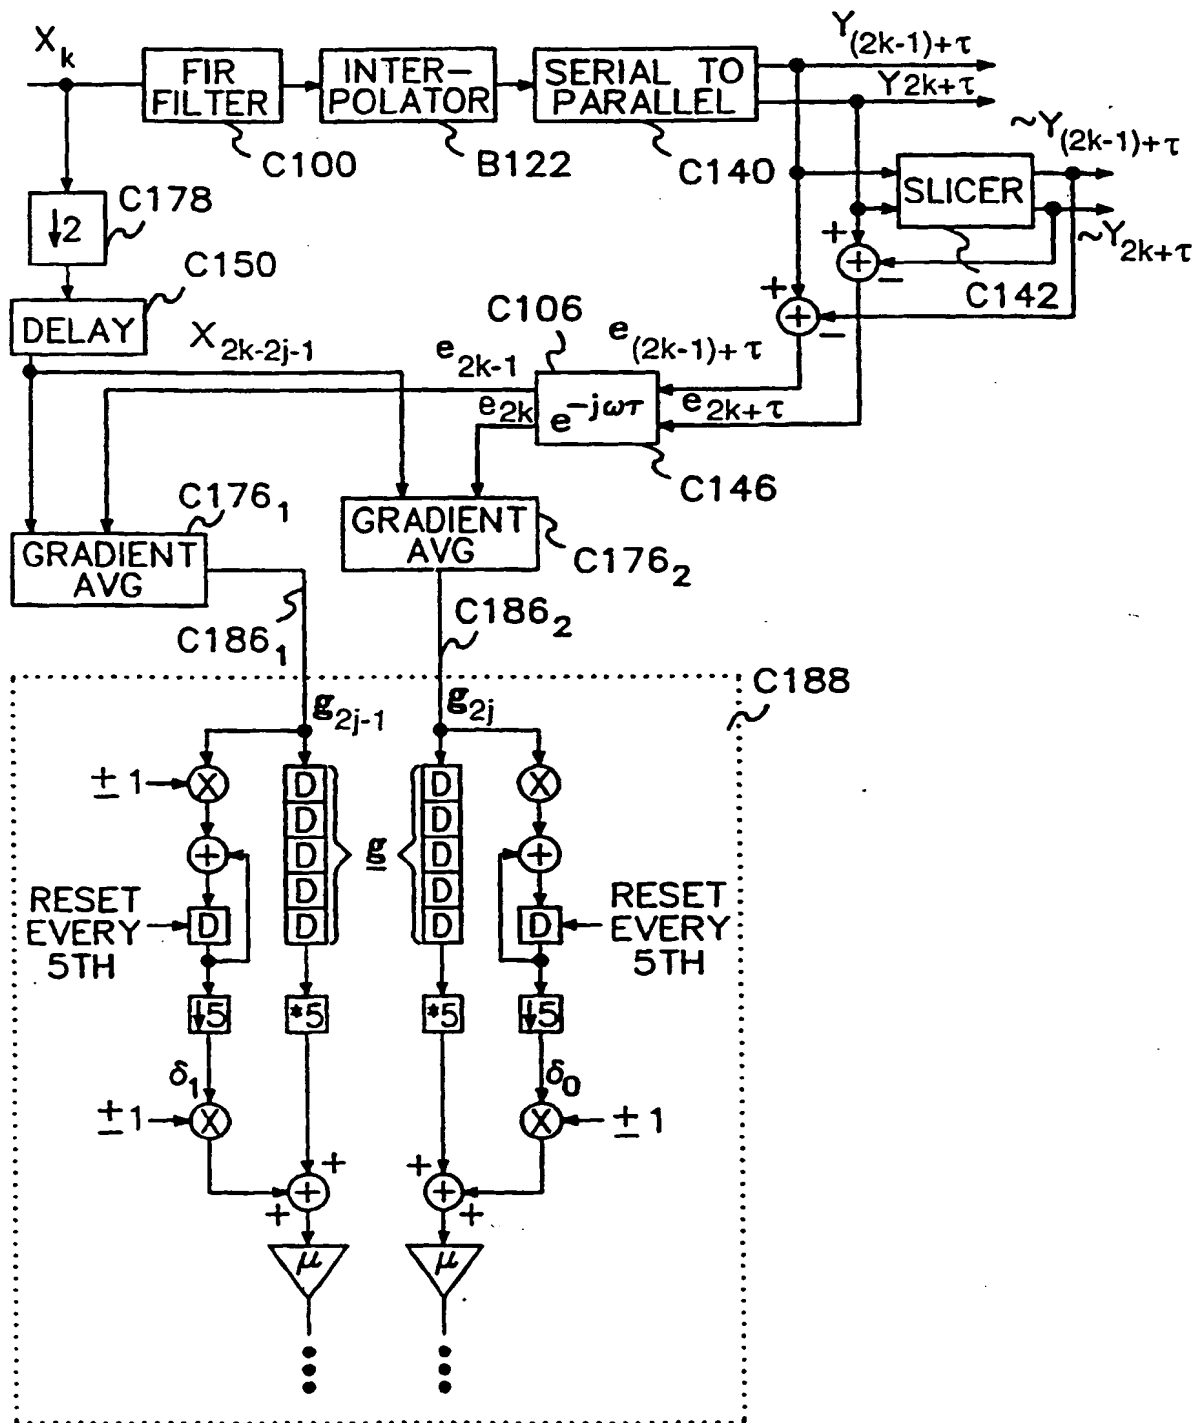 X_k
FIR
FILTER
C100
INTER-
POLATOR
B122
SERIAL TO
PARALLEL
C140
Y_(2k-1)+τ
Y_2k+τ
~Y_(2k-1)+τ
SLICER
C142
~Y_2k+τ
+
+
−
+
+
−
↓2
C178
C150
DELAY
X_2k-2j-1
C106
e_2k-1
e_(2k-1)+τ
e_2k
e^-jωτ
e_2k+τ
C146
C176_1
GRADIENT
AVG
C186_1
GRADIENT
AVG
C176_2
C186_2
C188
g_2j-1
g_2j
±1
X
D
D
X
+
D
D
D
g
D
D
D
+
RESET
EVERY
5TH
D
D
D
D
RESET
EVERY
5TH
↓5
*5
*5
↓5
δ_1
δ_0
±1
X
X
±1
+
+
+
+
+
+
μ
μ